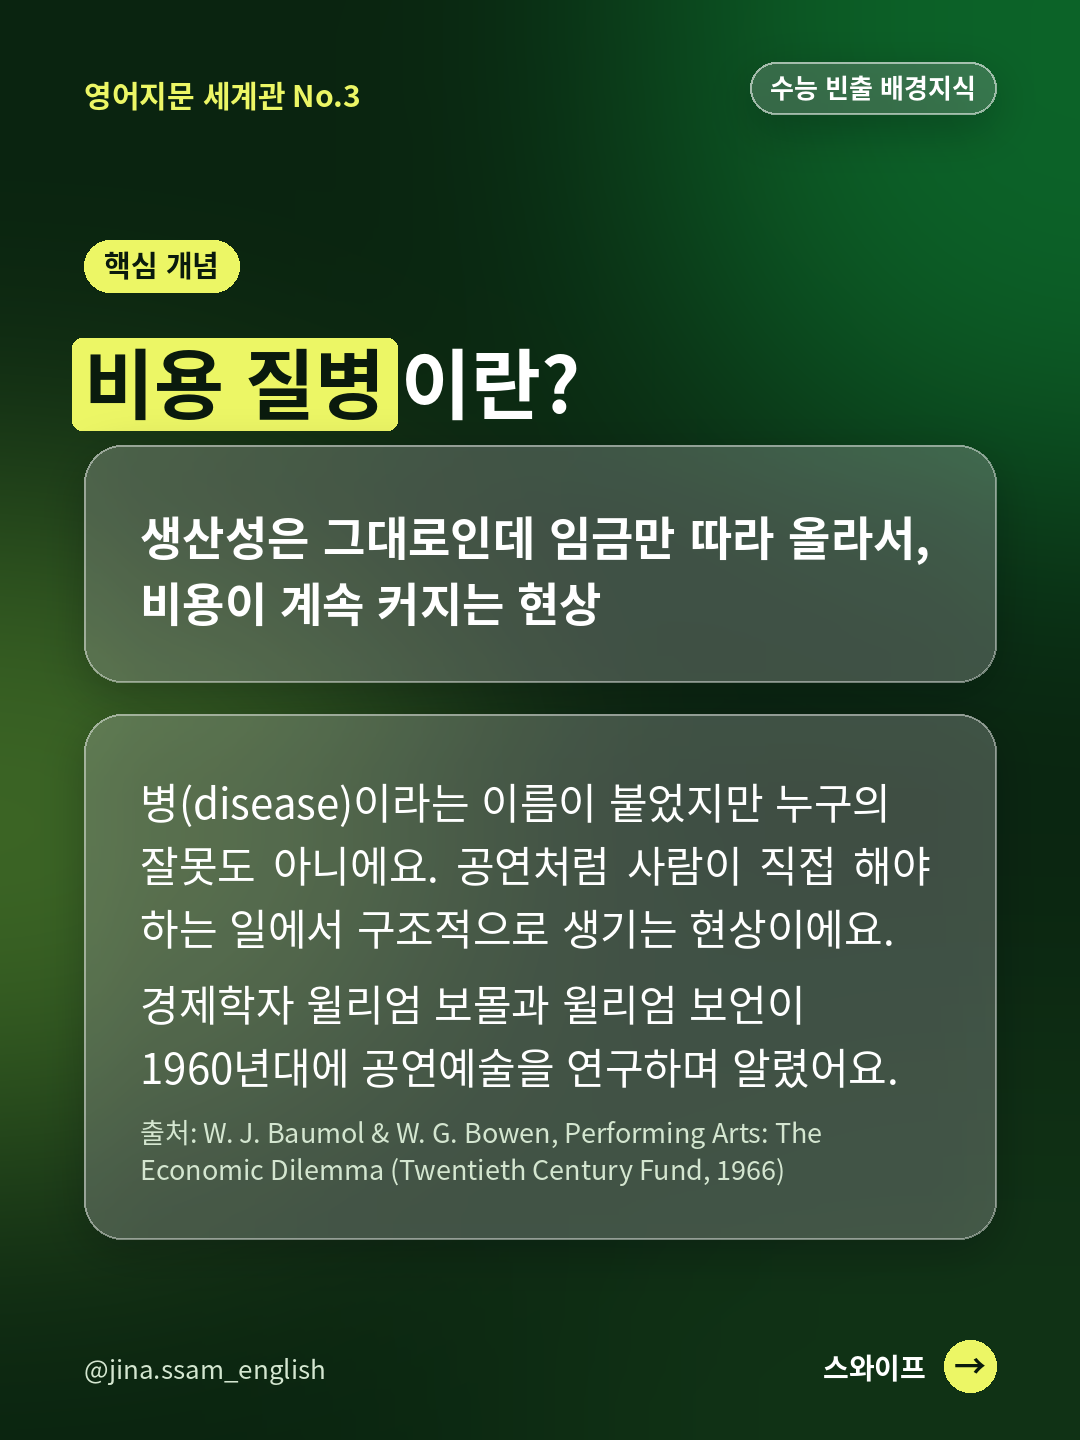 영어지문 세계관 No.3
수능 빈출 배경지식
핵심 개념
비용 질병이란?
생산성은 그대로인데 임금만 따라 올라서,
비용이 계속 커지는 현상
병(disease)이라는 이름이 붙었지만 누구의
잘못도 아니에요. 공연처럼 사람이 직접 해야
하는 일에서 구조적으로 생기는 현상이에요.
경제학자 윌리엄 보몰과 윌리엄 보언이
1960년대에 공연예술을 연구하며 알렸어요.
출처: W. J. Baumol & W. G. Bowen, Performing Arts: The
Economic Dilemma (Twentieth Century Fund, 1966)
@jina.ssam_english
스와이프 →